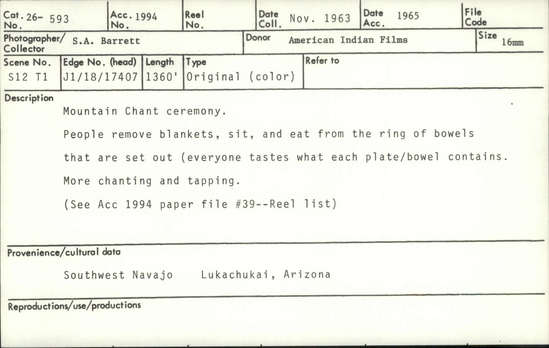 Cat. No. 26- 593 Acc. No. 1994 Reel No. Date Coll. Nov. 1963 Date Acc. 1965 File Code
Photographer/Collector S.A. Barrett Donor American Indian Films Size 16mm
Scene No. Edge No. (head) Length Type Refer to
S12 T1 J1/18/17407 1360' Original (color)
Description
Mountain Chant ceremony.
People remove blankets, sit, and eat from the ring of bowels
that are set out (everyone tastes what each plate/bowel contains.
More chanting and tapping.
(See Acc 1994 paper file #39--Reel list)
Provenience/cultural data
Southwest Navajo Lukachukai, Arizona
Reproductions/use/productions